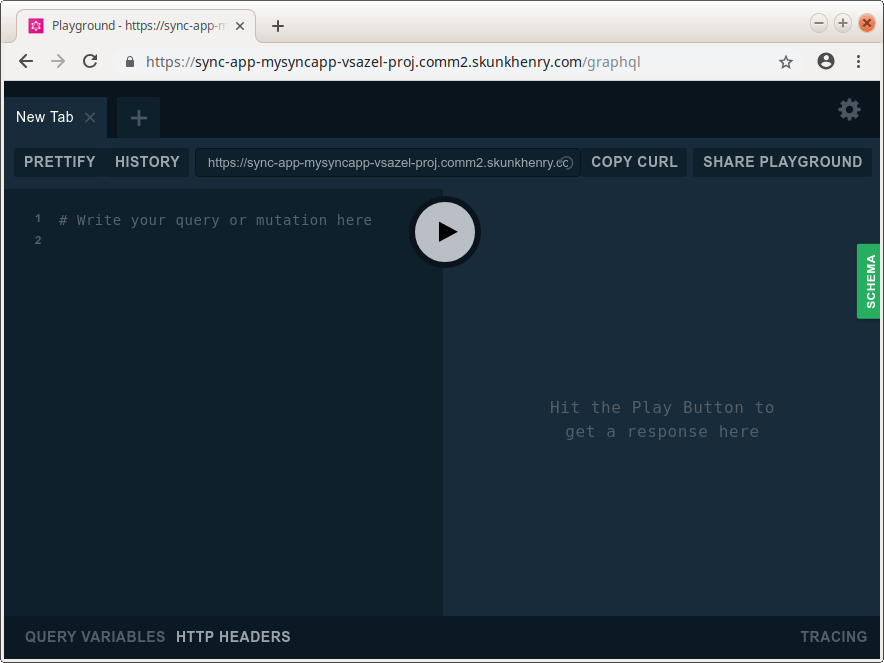 Playground - https://sync-app-m
https://sync-app-mysyncapp-vsazel-proj.comm2.skunkhenry.com/graphql
New Tab
PRETTIFY HISTORY https://sync-app-mysyncapp-vsazel-proj.comm2.skunkhenry.co COPY CURL SHARE PLAYGROUND
1 # Write your query or mutation here
2
SCHEMA
Hit the Play Button to
get a response here
QUERY VARIABLES HTTP HEADERS TRACING